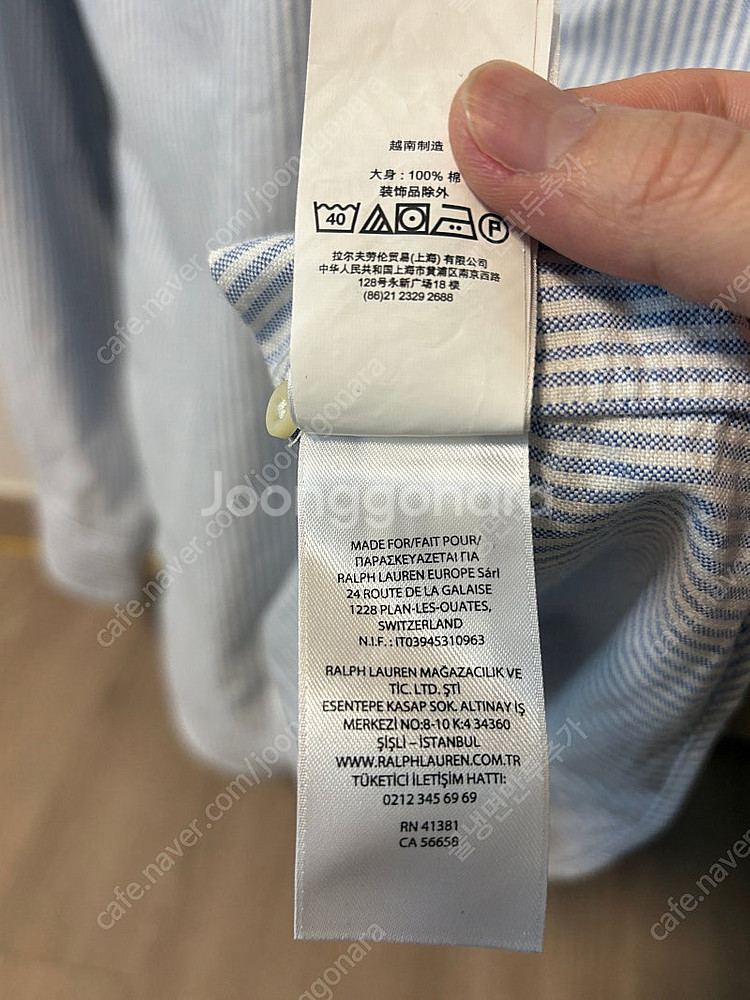 越南制造
大身 : 100% 棉
装饰品除外
40
P
拉尔夫劳伦贸易(上海) 有限公司
中华人民共和国上海市黄浦区南京西路
128号永新广场18 楼
(86)21 2329 2688
Joonggonara
MADE FOR/FAIT POUR/
ΠΑΡΑΣΚΕΥΑΖΕΤΑΙ ΓΙΑ
RALPH LAUREN EUROPE Sárl
24 ROUTE DE LA GALAISE
1228 PLAN-LES-OUATES,
SWITZERLAND
N.I.F. : IT03945310963
RALPH LAUREN MAĞAZACILIK VE
TİC. LTD. ŞTİ
ESENTEPE KASAP SOK. ALTINAY İŞ
MERKEZİ NO:8-10 K:4 34360
ŞİŞLİ – İSTANBUL
WWW.RALPHLAUREN.COM.TR
TÜKETİCİ İLETİŞİM HATTI:
0212 345 69 69
RN 41381
CA 56658
cafe.naver.com/joonggonara